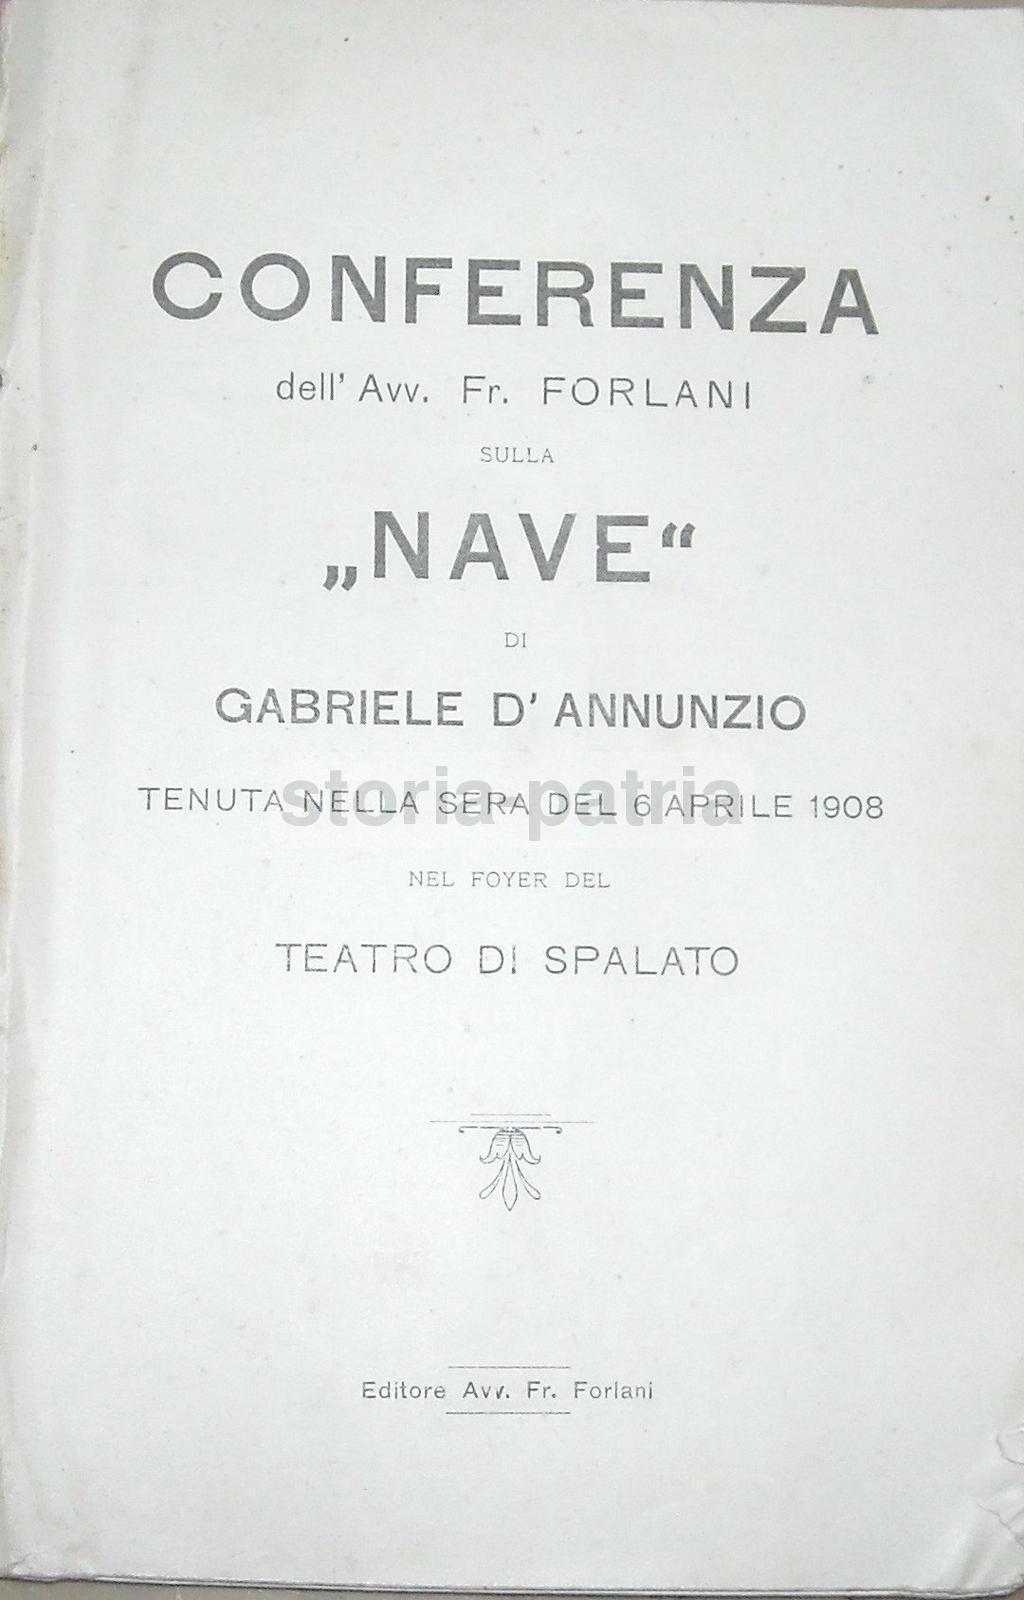 CONFERENZA
dell' Avv. Fr. FORLANI
SULLA
„NAVE“
DI
GABRIELE D' ANNUNZIO
TENUTA NELLA SERA DEL 6 APRILE 1908
storia patria
NEL FOYER DEL
TEATRO DI SPALATO
Editore Avv. Fr. Forlani